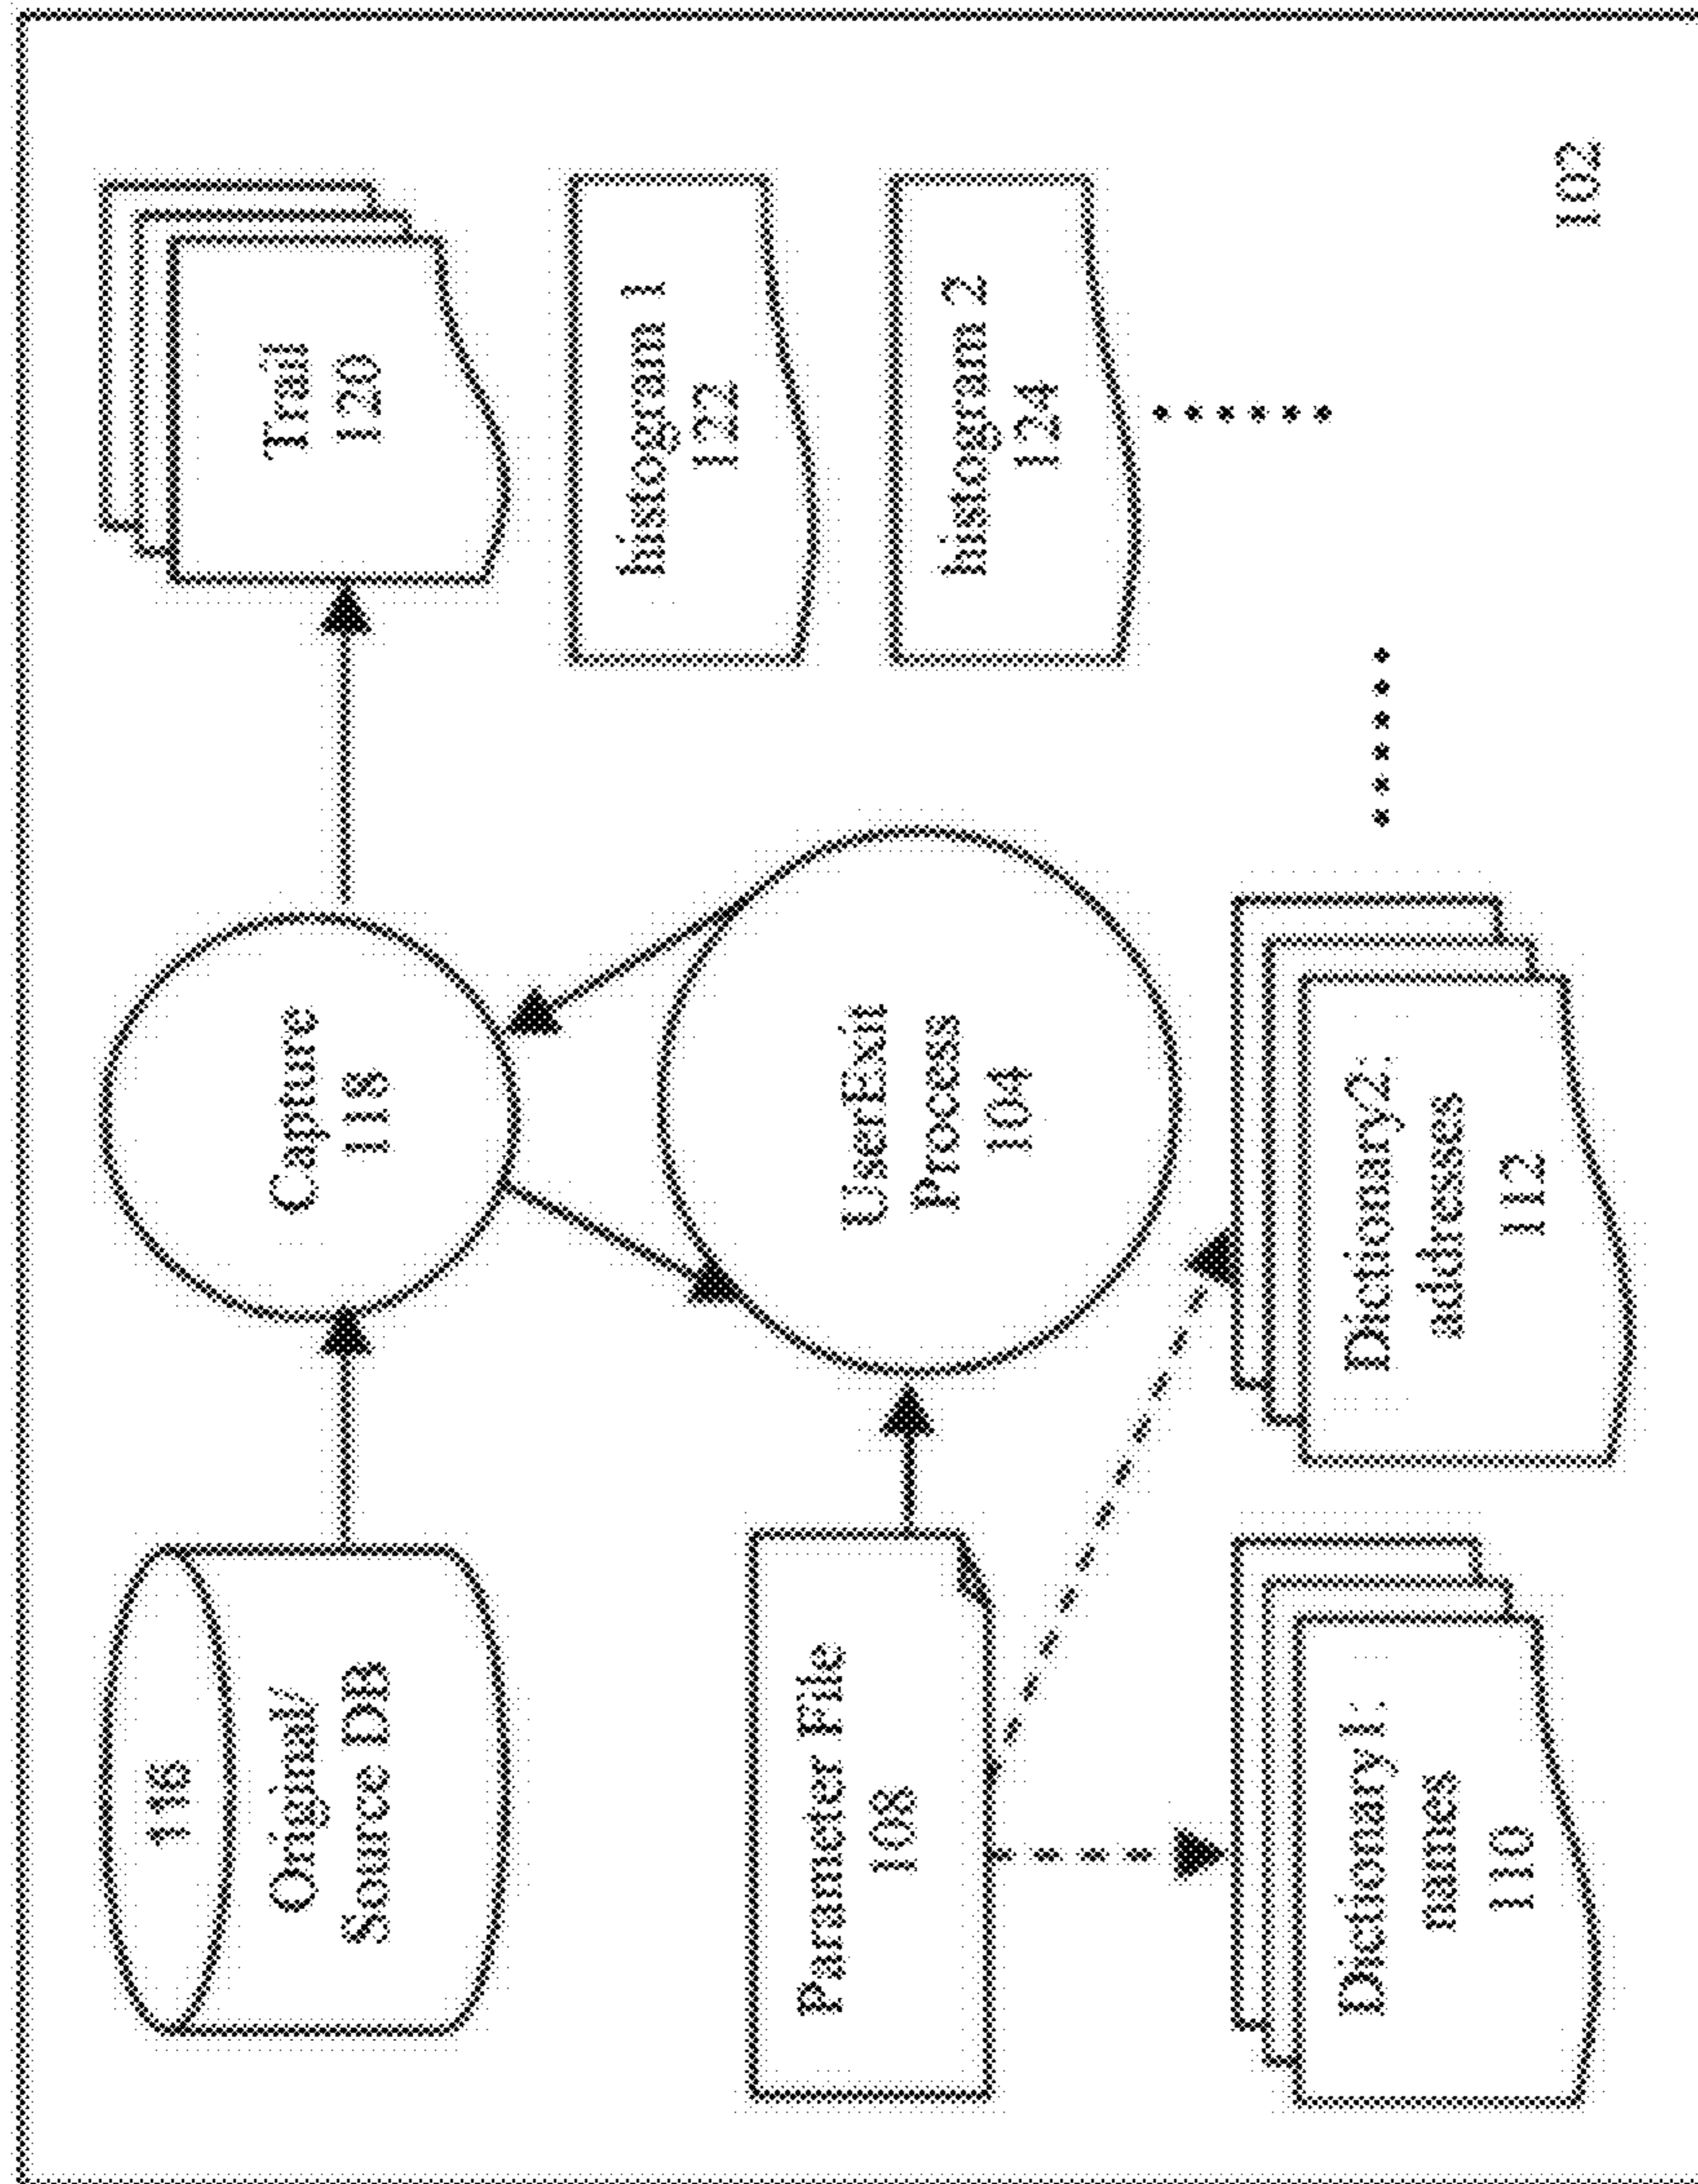 116
Original/
Source DB
Capture
118
Trail
120
histogram 1
122
Parameter File
108
UserExit
Process
104
histogram 2
124
Dictionary1:
names
110
Dictionary2:
addresses
112
102